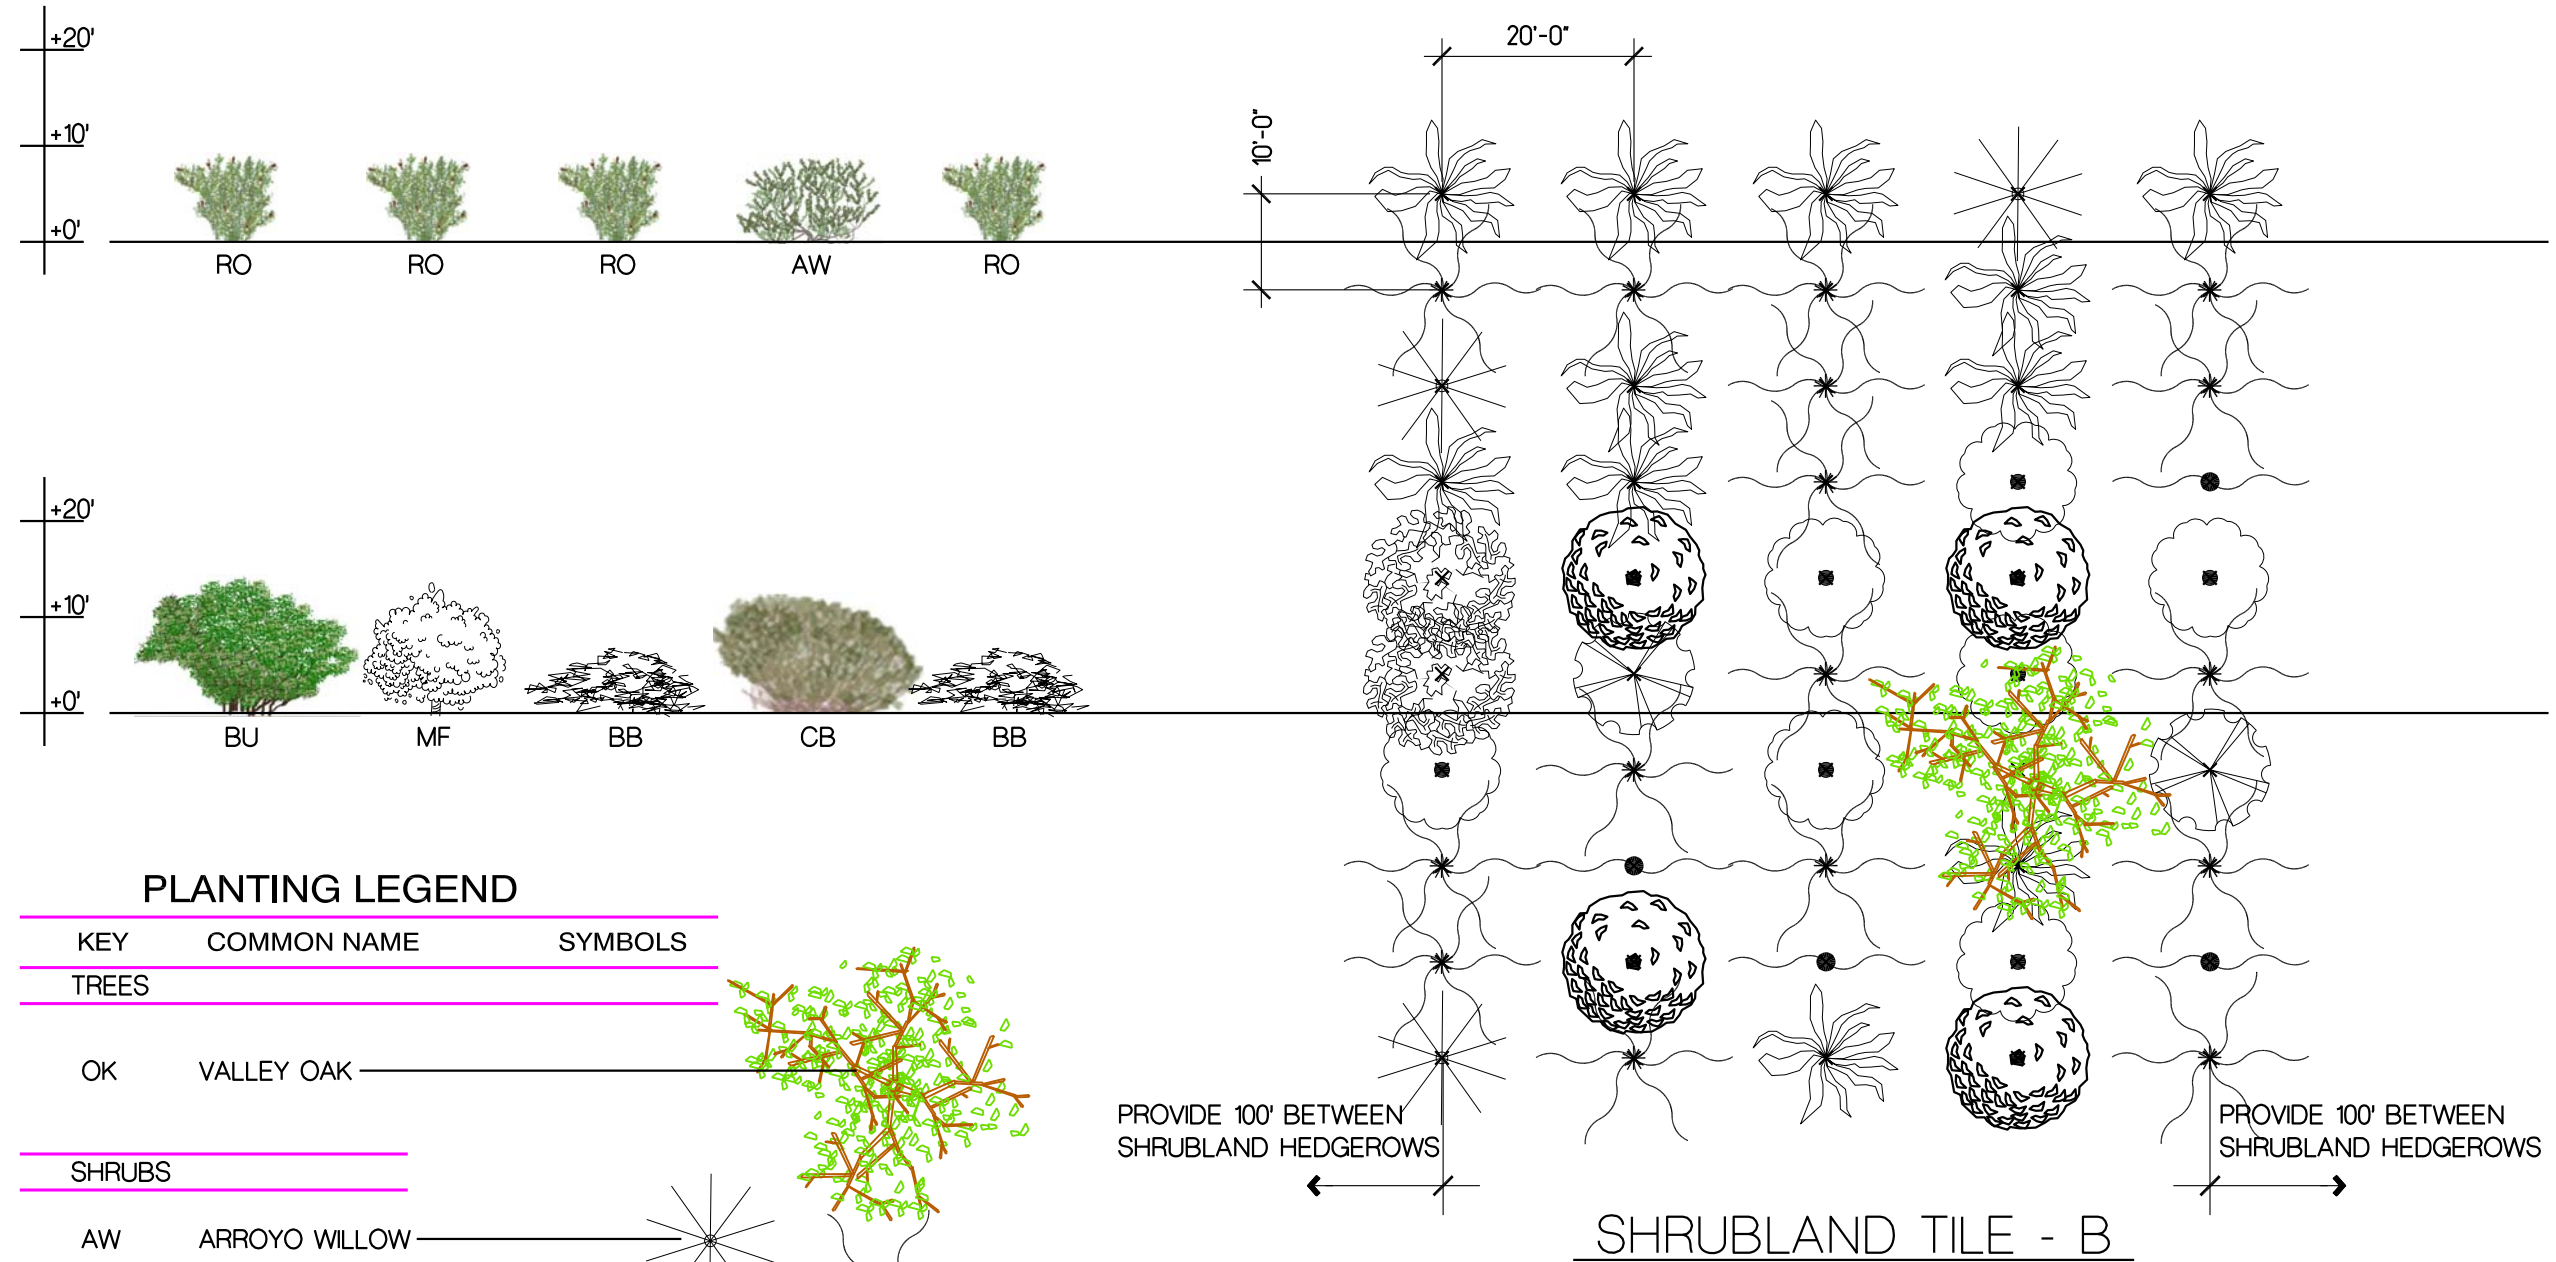 +20'
+10'
+0'
RO RO RO AW RO
+20'
+10'
+0'
BU MF BB CB BB
PLANTING LEGEND
KEY COMMON NAME SYMBOLS
TREES
OK VALLEY OAK
SHRUBS
AW ARROYO WILLOW
20'-0"
10'-0"
PROVIDE 100' BETWEEN
SHRUBLAND HEDGEROWS
PROVIDE 100' BETWEEN
SHRUBLAND HEDGEROWS
SHRUBLAND TILE - B